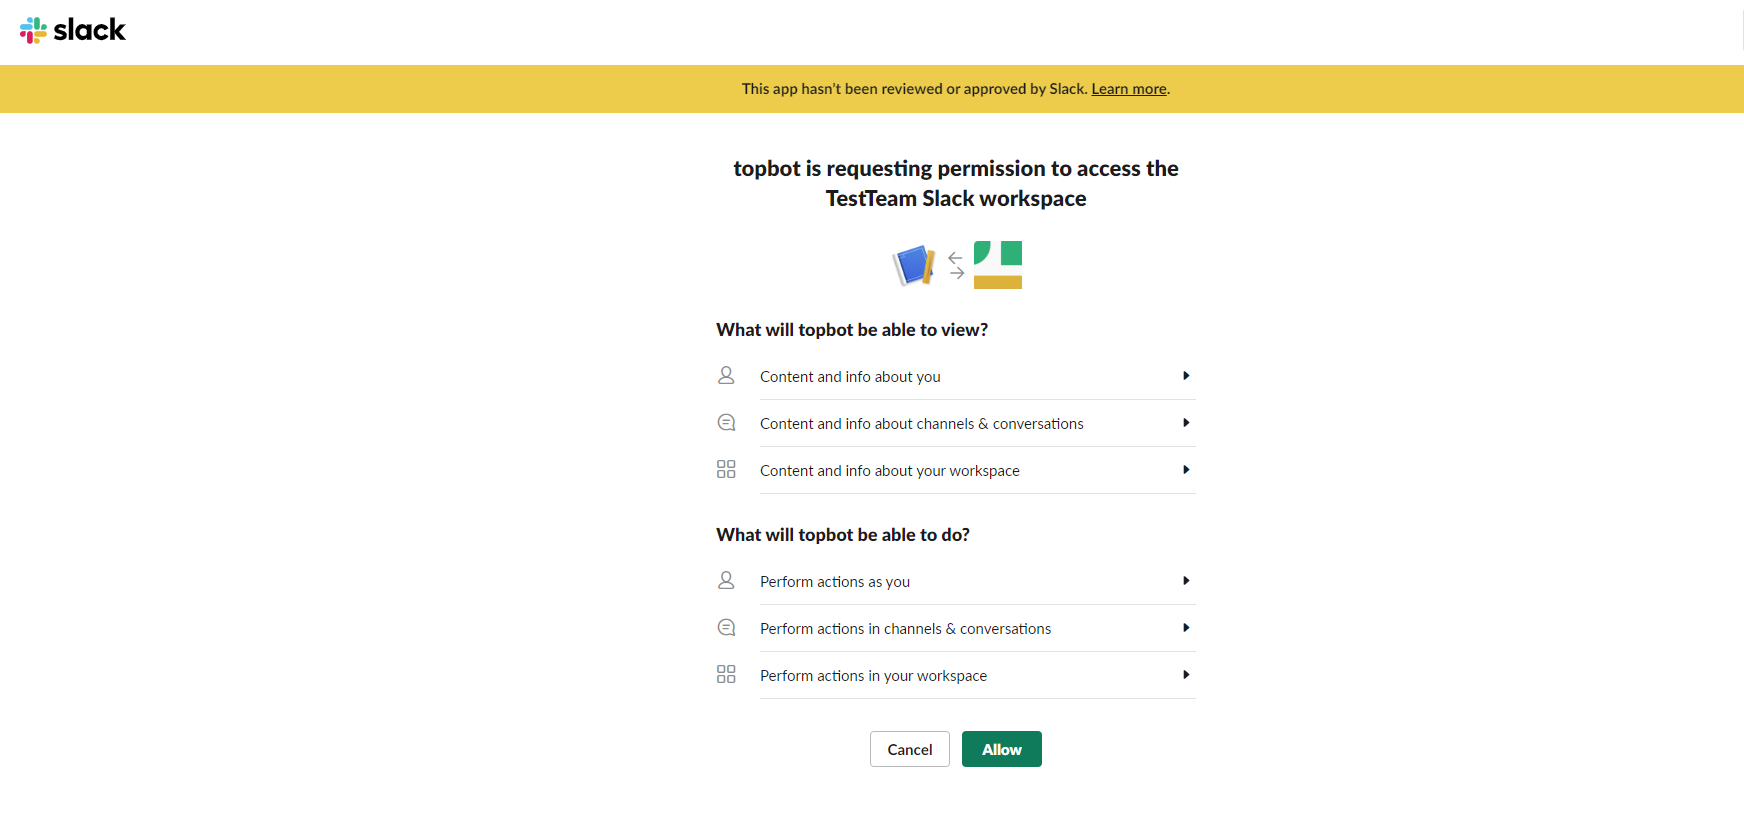 slack
This app hasn't been reviewed or approved by Slack. Learn more.
topbot is requesting permission to access the
TestTeam Slack workspace
What will topbot be able to view?
Content and info about you
Content and info about channels & conversations
Content and info about your workspace
What will topbot be able to do?
Perform actions as you
Perform actions in channels & conversations
Perform actions in your workspace
Cancel
Allow